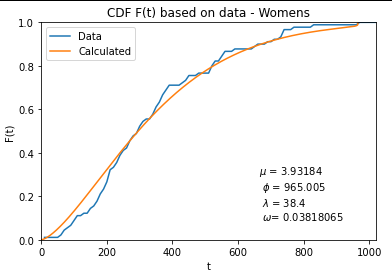 CDF F(t) based on data - Womens
1.0
0.8
0.6
0.4
0.2
0.0
F(t)
Data
Calculated
μ = 3.93184
ϕ = 965.005
λ = 38.4
ω= 0.03818065
0 200 400 600 800 1000
t